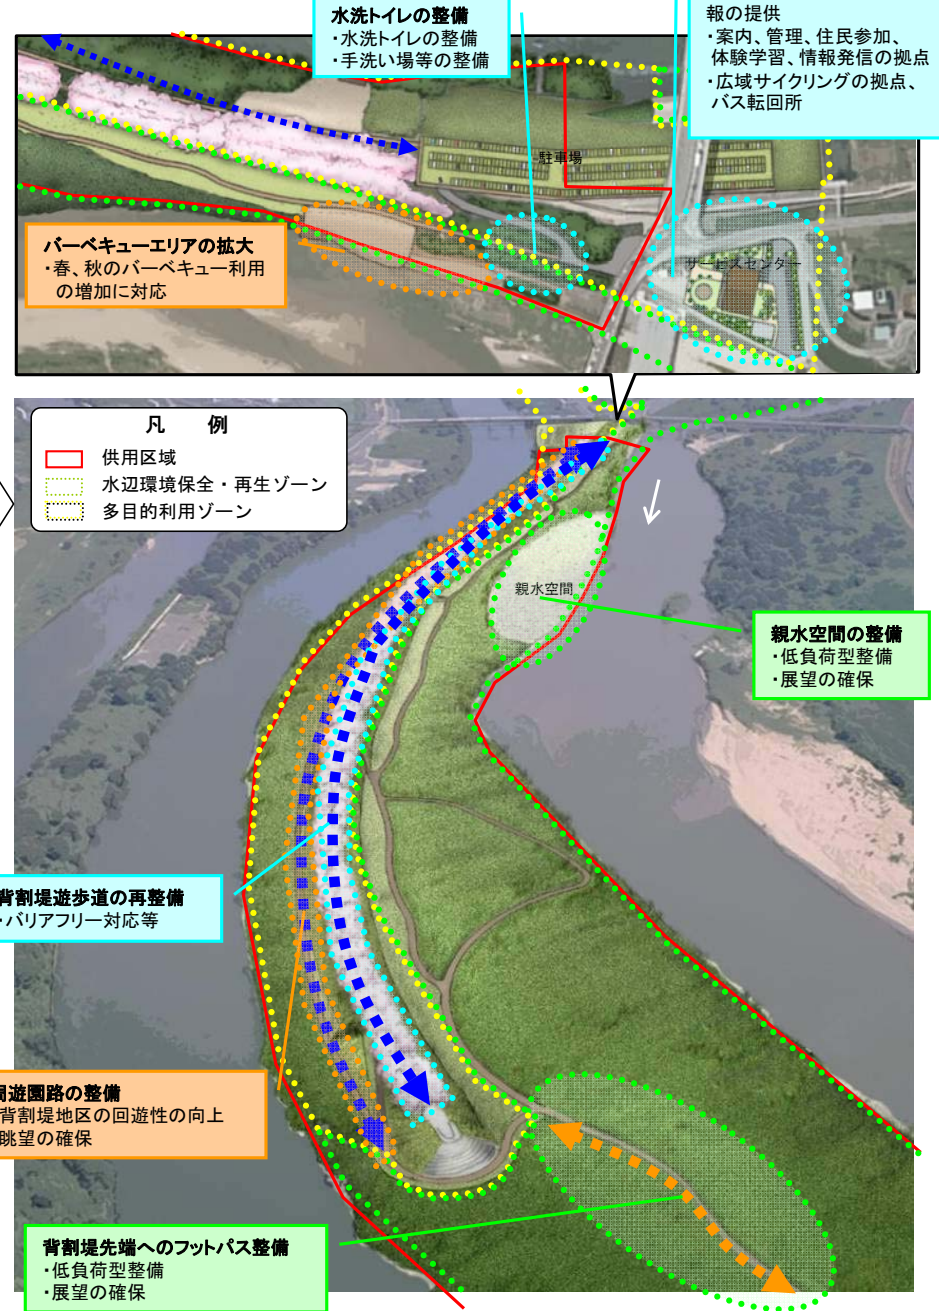 水洗トイレの整備
・水洗トイレの整備
・手洗い場等の整備
報の提供
・案内、管理、住民参加、
体験学習、情報発信の拠点
・広域サイクリングの拠点、
バス転回所
駐車場
バーベキューエリアの拡大
・春、秋のバーベキュー利用
の増加に対応
サービスセンター
凡　例
供用区域
水辺環境保全・再生ゾーン
多目的利用ゾーン
親水空間
親水空間の整備
・低負荷型整備
・展望の確保
背割堤遊歩道の再整備
・バリアフリー対応等
周遊園路の整備
背割堤地区の回遊性の向上
眺望の確保
背割堤先端へのフットパス整備
・低負荷型整備
・展望の確保